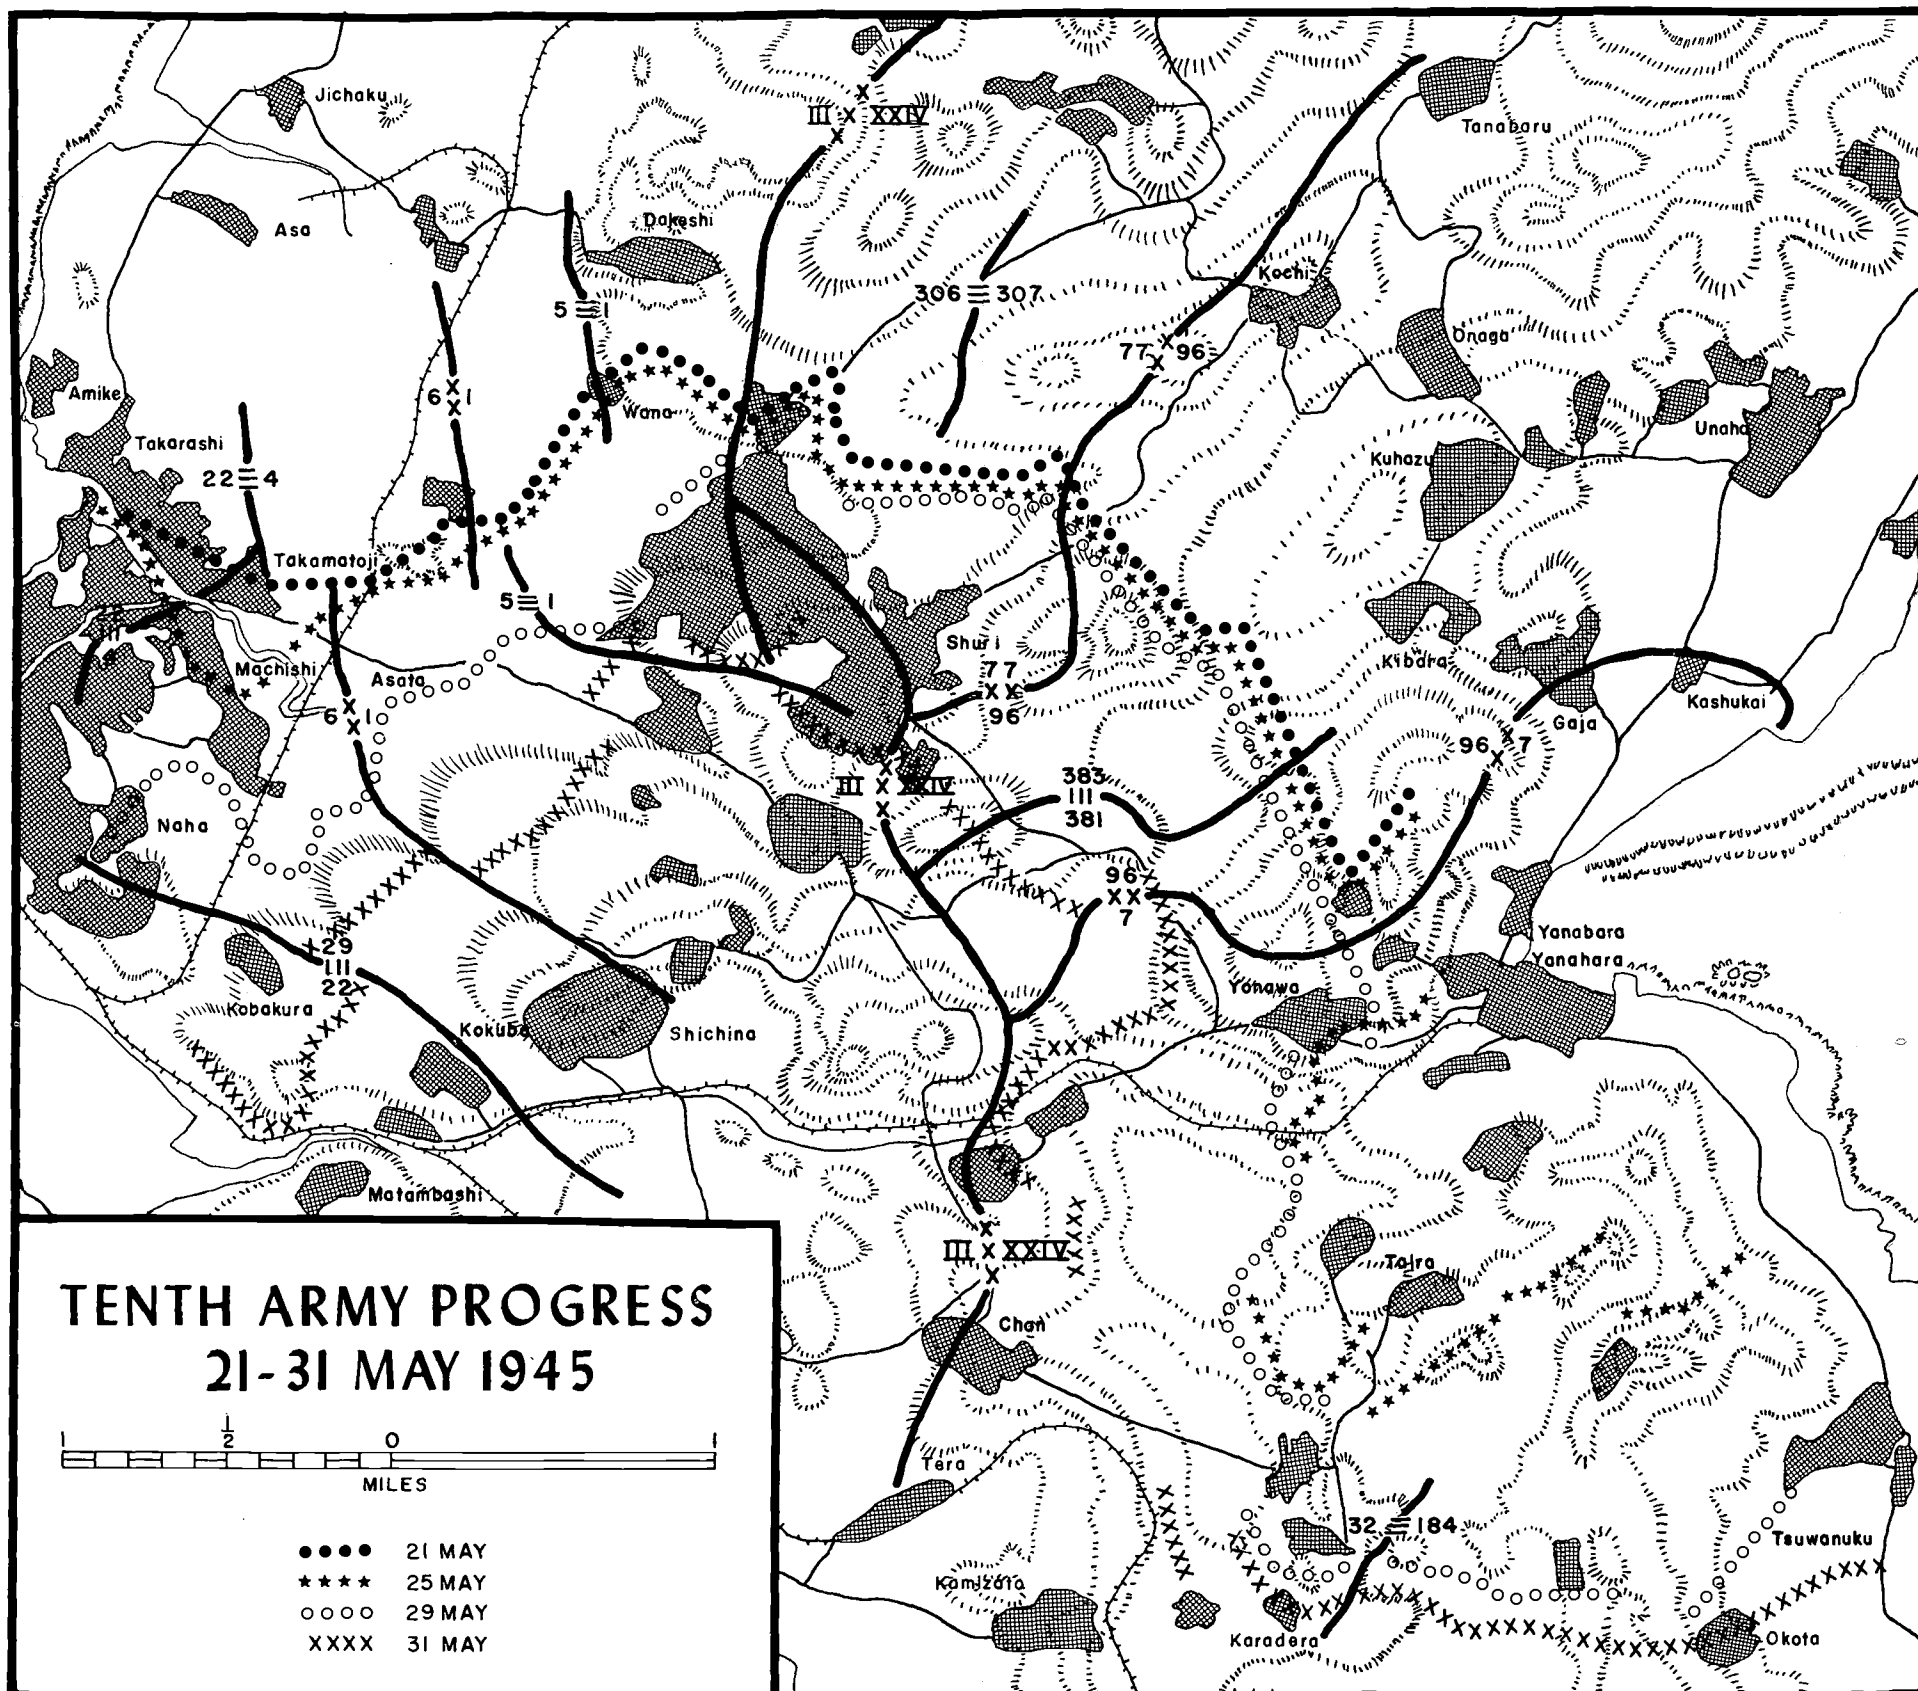 III XXIV
Jichaku
Tanabaru
Asa
Dakeshi
Kochi
306 307
5 1
Onaga
77 96
Amike
6 1
Wana
Takarashi
Unaha
Kuhazu
22 4
Takamatoji
5 1
Shuri
Kibara
Machishi
Asata
77
96
Kashukai
6 1
Gaja
96 7
383
III XXIV
381
Naha
96
7
29
22
Yanabara
Yanahara
Yonawa
Kobakura
Kokuba
Shichina
Matambashi
III XXIV
Taira
Chan
TENTH ARMY PROGRESS
21-31 MAY 1945
1 ½ 0 1
MILES
Tera
32 184
Tsuwanuku
21 MAY
25 MAY
29 MAY
31 MAY
Kamizato
Karadera
Okota